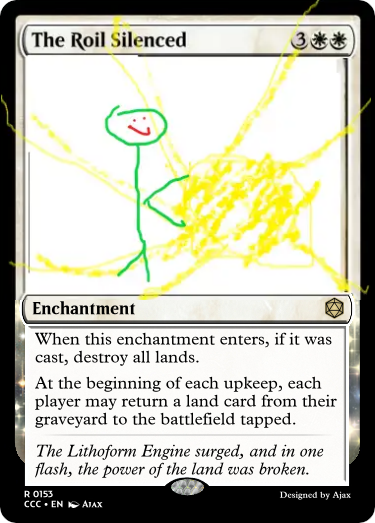 The Roil Silenced 3
Enchantment
When this enchantment enters, if it was
cast, destroy all lands.
At the beginning of each upkeep, each
player may return a land card from their
graveyard to the battlefield tapped.
The Lithoform Engine surged, and in one
flash, the power of the land was broken.
R 0153
CCC • EN Ajax
Designed by Ajax